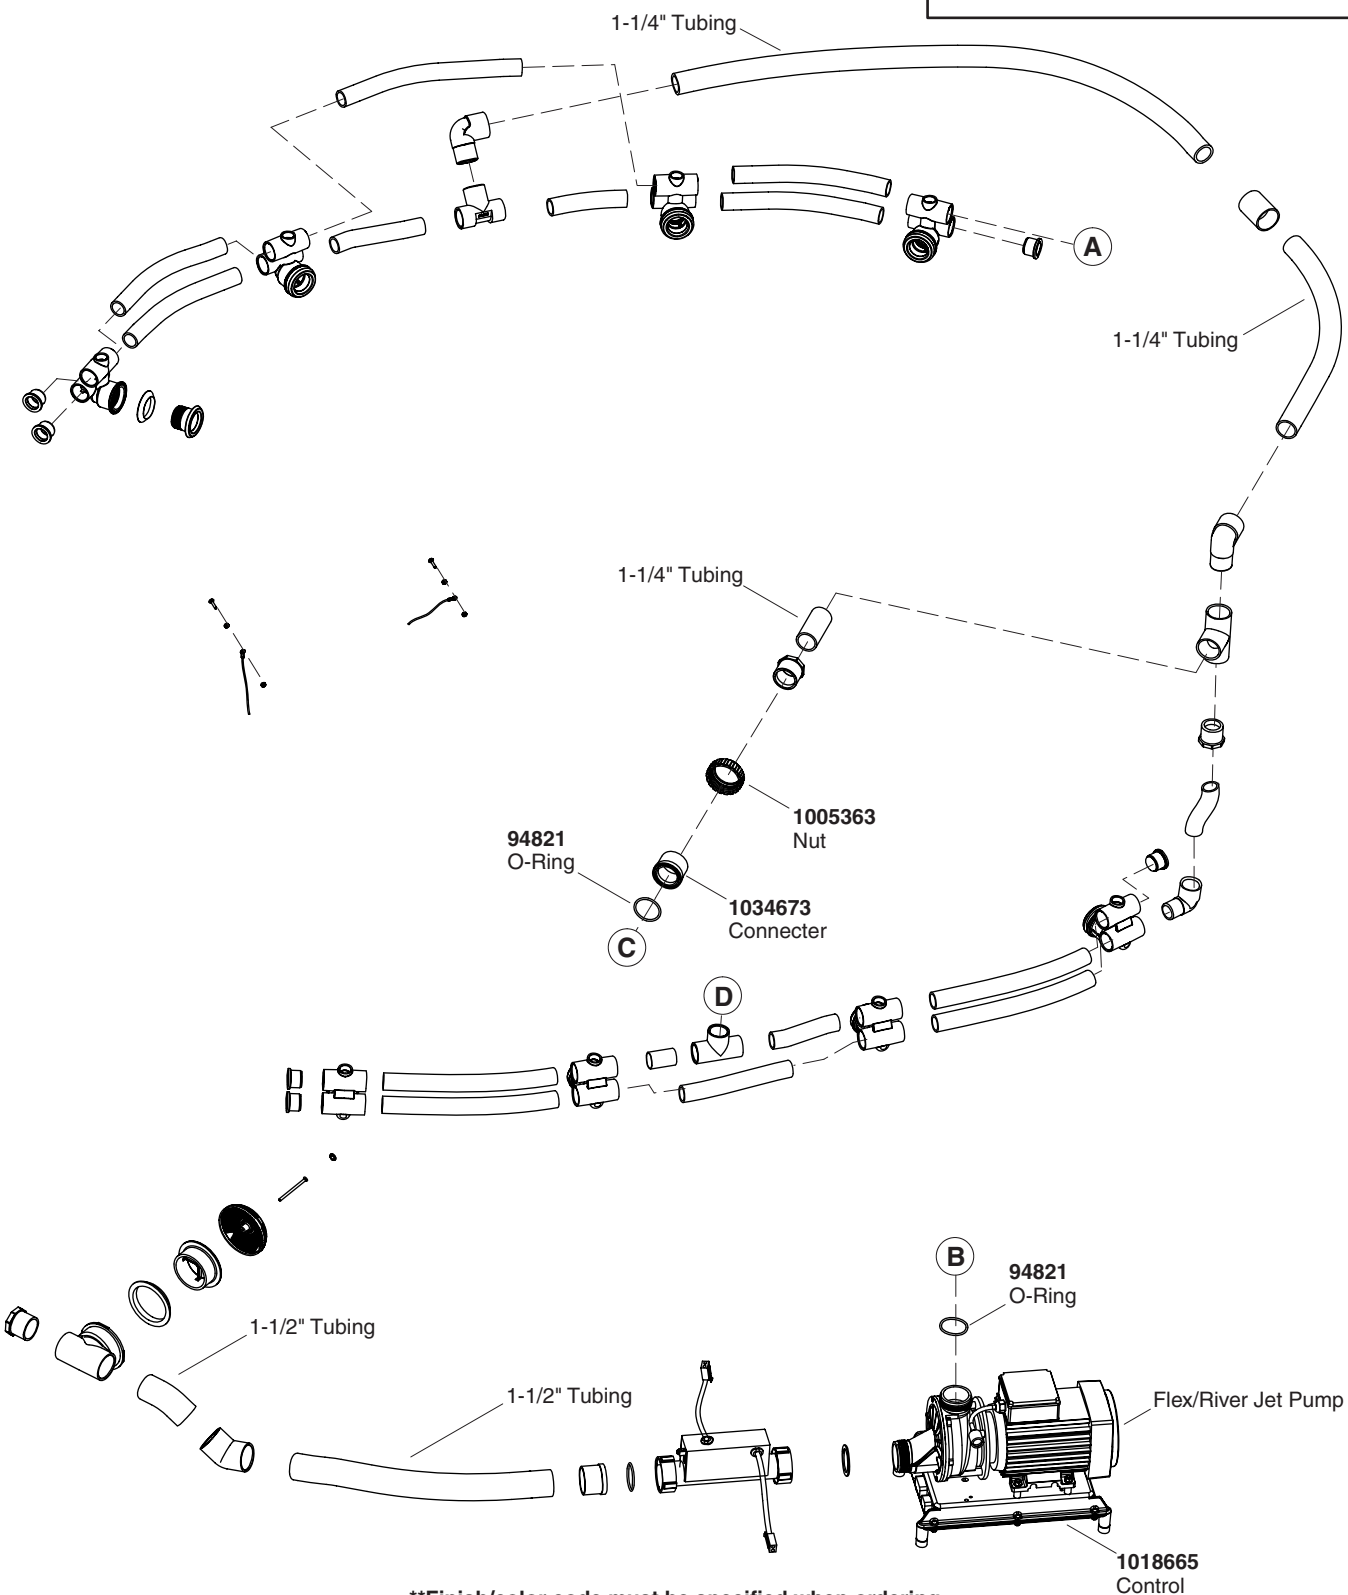 1-1/4" Tubing
A
1-1/4" Tubing
1-1/4" Tubing
1005363
Nut
94821
O-Ring
1034673
Connecter
C
D
B
94821
O-Ring
1-1/2" Tubing
1-1/2" Tubing
Flex/River Jet Pump
1018665
Control
**Finish/color code must be specified when ordering.